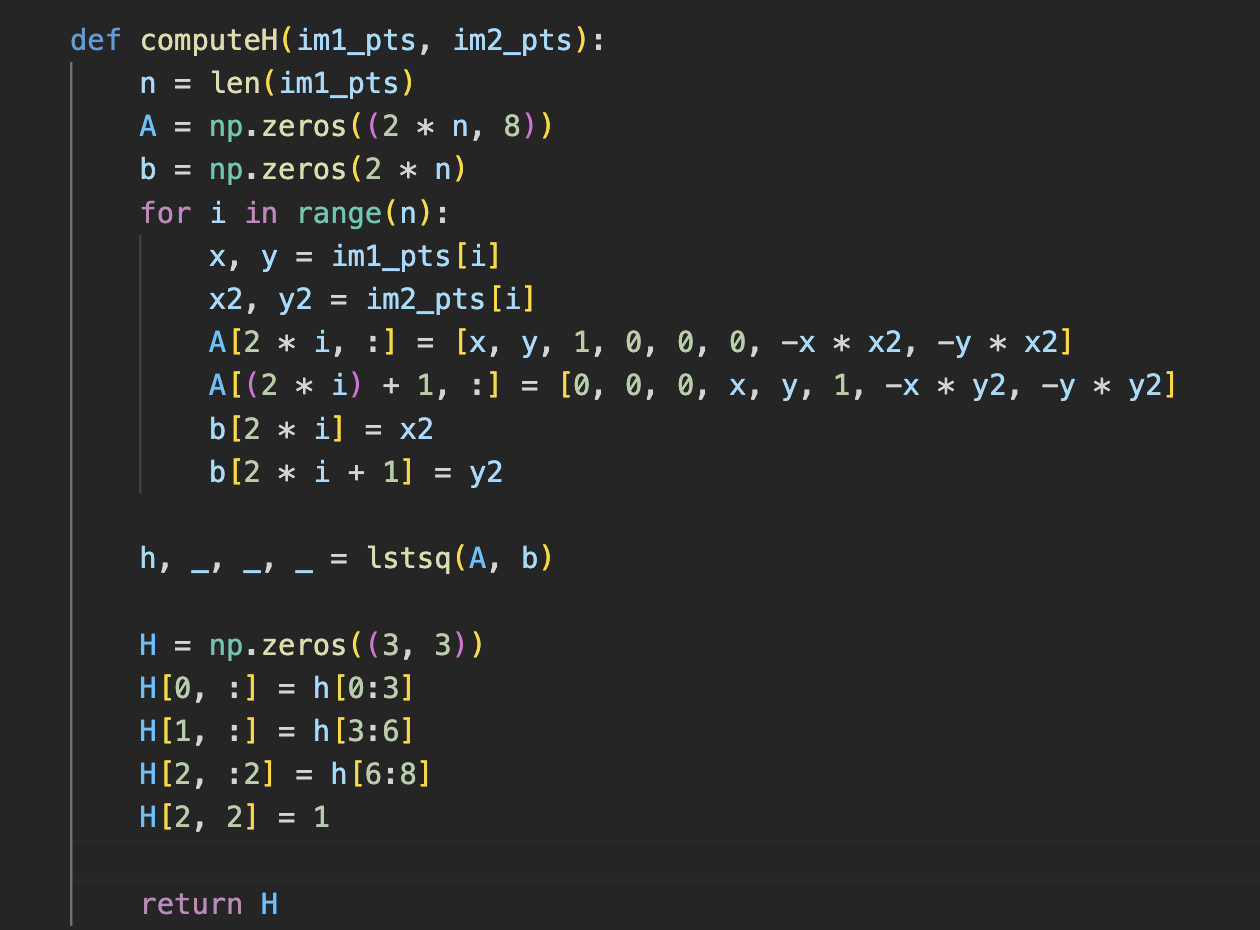 def computeH(im1_pts, im2_pts):
    n = len(im1_pts)
    A = np.zeros((2 * n, 8))
    b = np.zeros(2 * n)
    for i in range(n):
        x, y = im1_pts[i]
        x2, y2 = im2_pts[i]
        A[2 * i, :] = [x, y, 1, 0, 0, 0, -x * x2, -y * x2]
        A[(2 * i) + 1, :] = [0, 0, 0, x, y, 1, -x * y2, -y * y2]
        b[2 * i] = x2
        b[2 * i + 1] = y2

    h, _, _, _ = lstsq(A, b)

    H = np.zeros((3, 3))
    H[0, :] = h[0:3]
    H[1, :] = h[3:6]
    H[2, :2] = h[6:8]
    H[2, 2] = 1

    return H